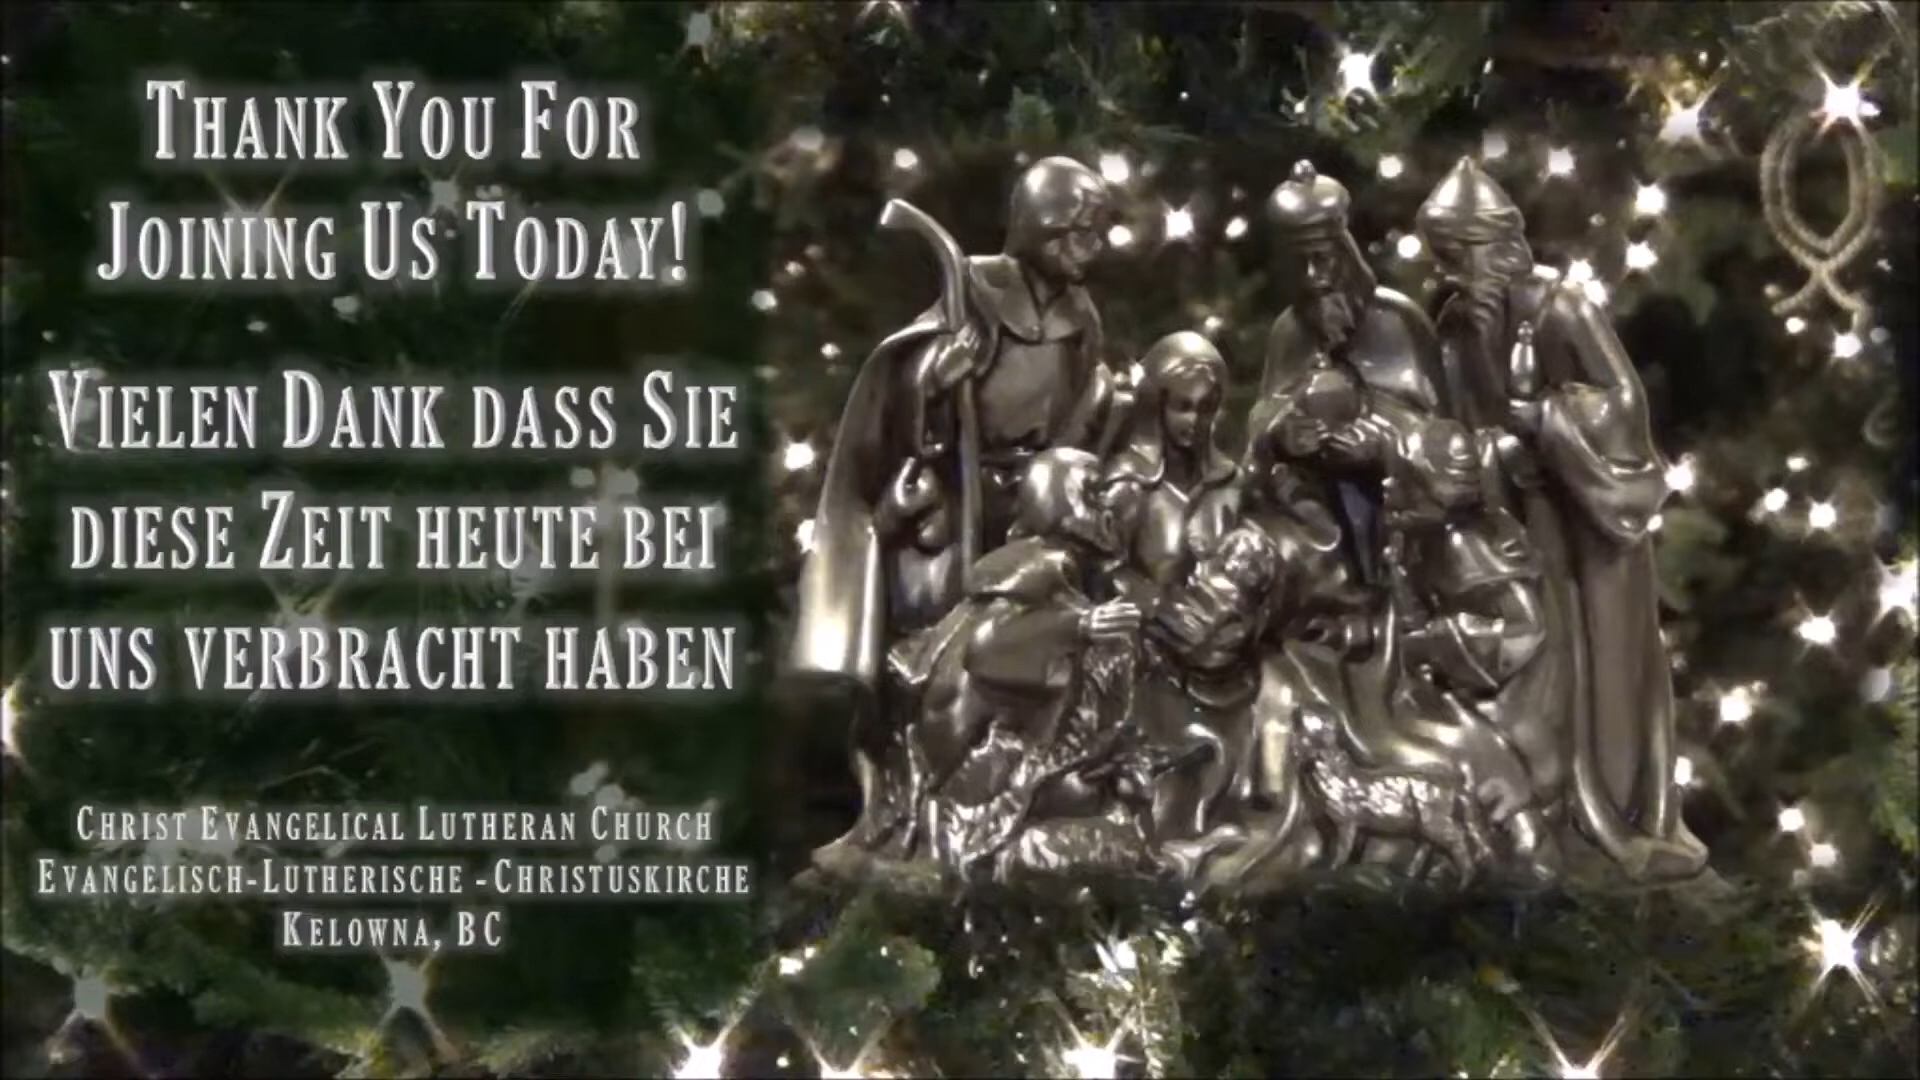 THANK YOU FOR
JOINING US TODAY!
VIELEN DANK DASS SIE
DIESE ZEIT HEUTE BEI
UNS VERBRACHT HABEN
CHRIST EVANGELICAL LUTHERAN CHURCH
EVANGELISCH-LUTHERISCHE -CHRISTUSKIRCHE
KELOWNA, BC